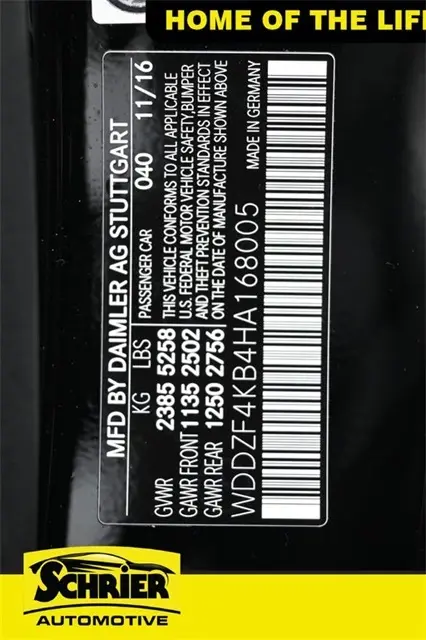 HOME OF THE LIF
MFD BY DAIMLER AG STUTTGART
KG LBS PASSENGER CAR 040 11/16
GVWR 2385 5258
GAWR FRONT 1135 2502
GAWR REAR 1250 2756
THIS VEHICLE CONFORMS TO ALL APPLICABLE
U.S. FEDERAL MOTOR VEHICLE SAFETY,BUMPER
AND THEFT PREVENTION STANDARDS IN EFFECT
ON THE DATE OF MANUFACTURE SHOWN ABOVE
WDDZF4KB4HA168005
MADE IN GERMANY
SCHRIER
AUTOMOTIVE